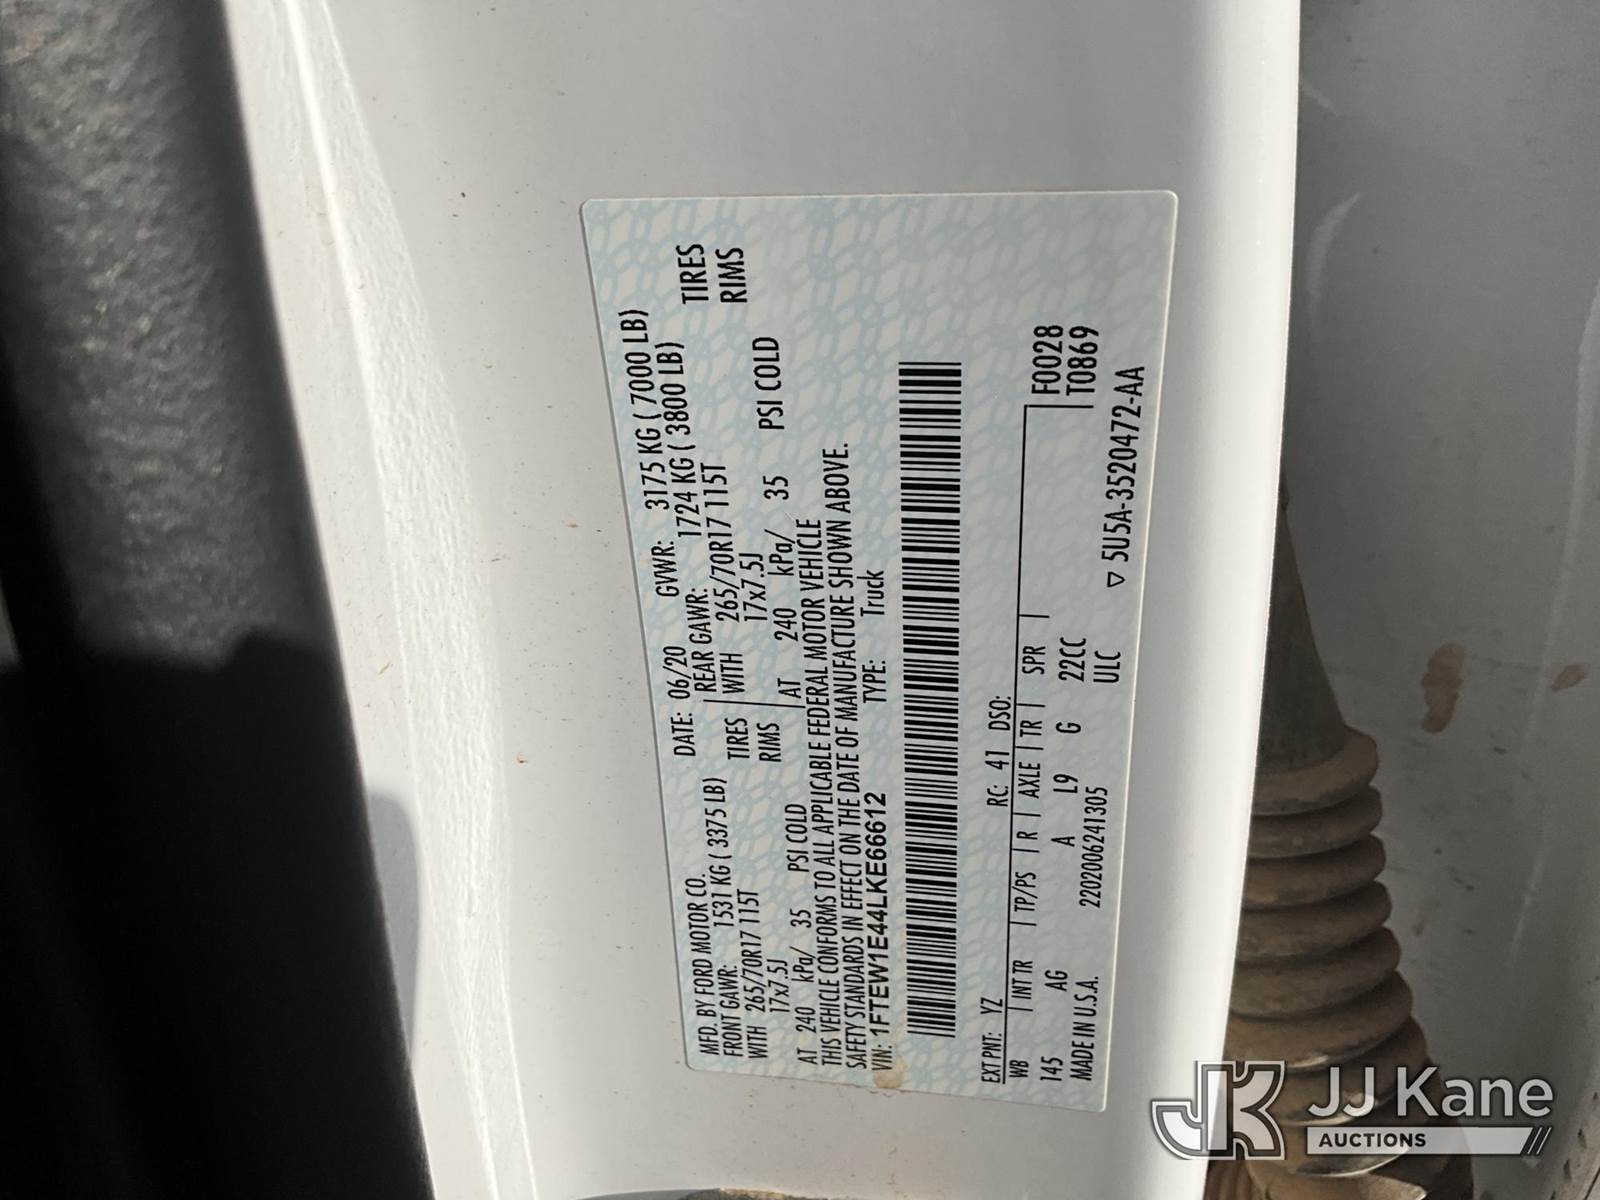 MFD. BY FORD MOTOR CO.
DATE: 06/20 GVWR: 3175 KG ( 7000 LB)
FRONT GAWR: 1531 KG ( 3375 LB) REAR GAWR: 1724 KG ( 3800 LB)
WITH 265/70R17 115T TIRES WITH 265/70R17 115T TIRES
17x7.5J RIMS 17x7.5J RIMS
AT 240 kPa/ 35 PSI COLD AT 240 kPa/ 35 PSI COLD
THIS VEHICLE CONFORMS TO ALL APPLICABLE FEDERAL MOTOR VEHICLE
SAFETY STANDARDS IN EFFECT ON THE DATE OF MANUFACTURE SHOWN ABOVE.
VIN: 1FTEW1E44LKE66612 TYPE: Truck
EXT PNT: YZ RC: 41 DSO:
WB INT TR TP/PS R AXLE TR SPR F0028
145 AG A L9 G 22CC T0869
ULC
MADE IN U.S.A. 220200624​1305 ▽ 5U5A-3520472-AA
JK JJ Kane
AUCTIONS